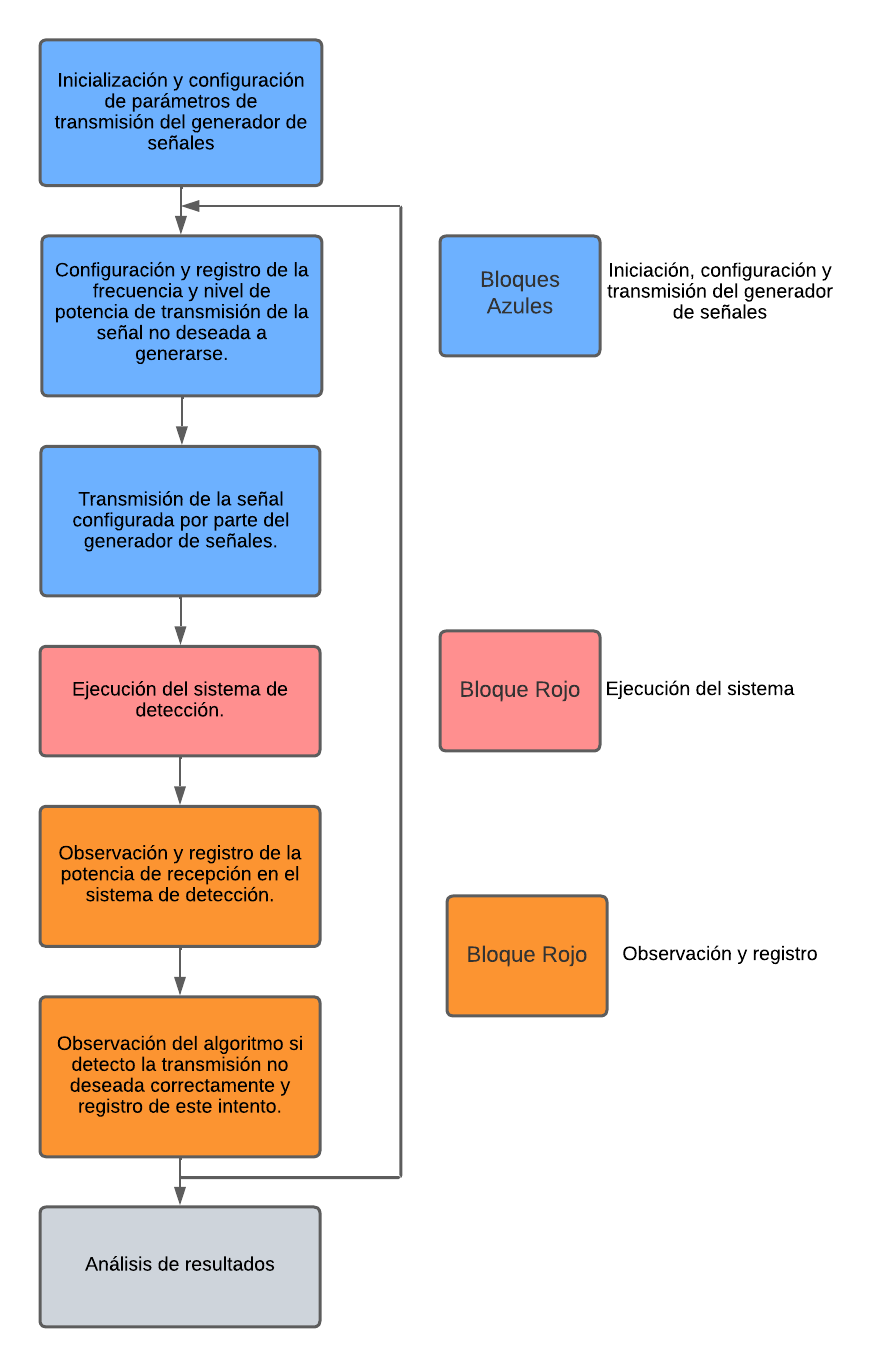 Inicialización y configuración
de parámetros de
transmisión del generador de
señales
Configuración y registro de la
frecuencia y nivel de
potencia de transmisión de la
señal no deseada a
generarse.
Transmisión de la señal
configurada por parte del
generador de señales.
Ejecución del sistema de
detección.
Observación y registro de la
potencia de recepción en el
sistema de detección.
Observación del algoritmo si
detecto la transmisión no
deseada correctamente y
registro de este intento.
Análisis de resultados
Bloques
Azules
Iniciación, configuración y
transmisión del generador
de señales
Bloque Rojo
Ejecución del sistema
Bloque Rojo
Observación y registro